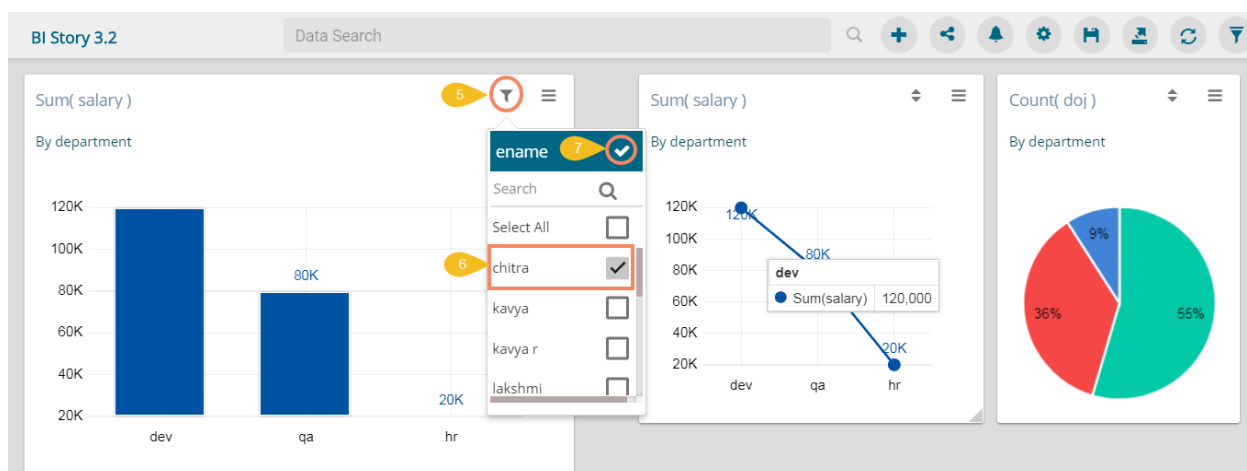 BI Story 3.2
Data Search
Sum( salary )
5
By department
120K
100K
80K
60K
40K
20K
80K
20K
dev
qa
hr
ename
7
Search
Select All
6
chitra
kavya
kavya r
lakshmi
Sum( salary )
By department
120K
100K
80K
60K
40K
20K
120K
80K
20K
dev
Sum(salary) 120,000
dev
qa
hr
Count( doj )
By department
9%
36%
55%